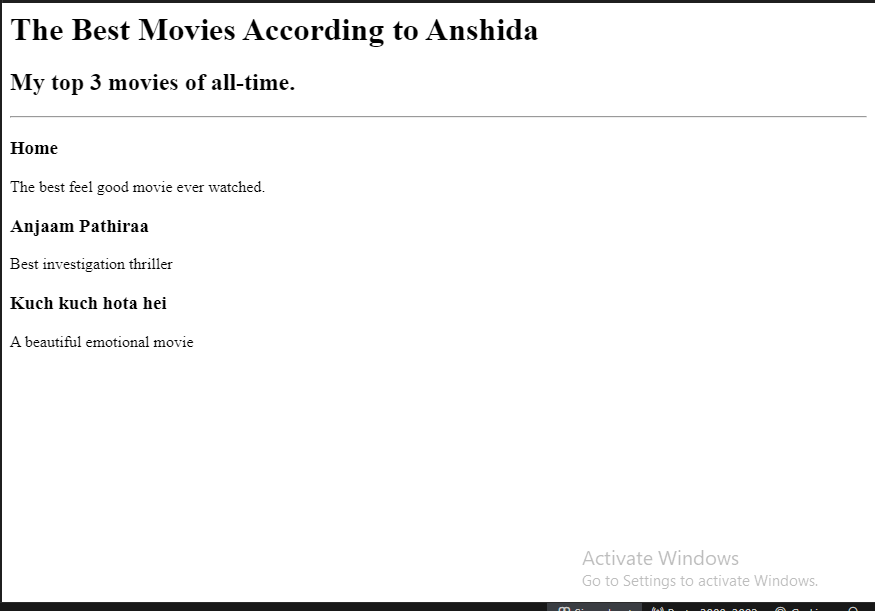 The Best Movies According to Anshida
My top 3 movies of all-time.
Home
The best feel good movie ever watched.
Anjaam Pathiraa
Best investigation thriller
Kuch kuch hota hei
A beautiful emotional movie
Activate Windows
Go to Settings to activate Windows.